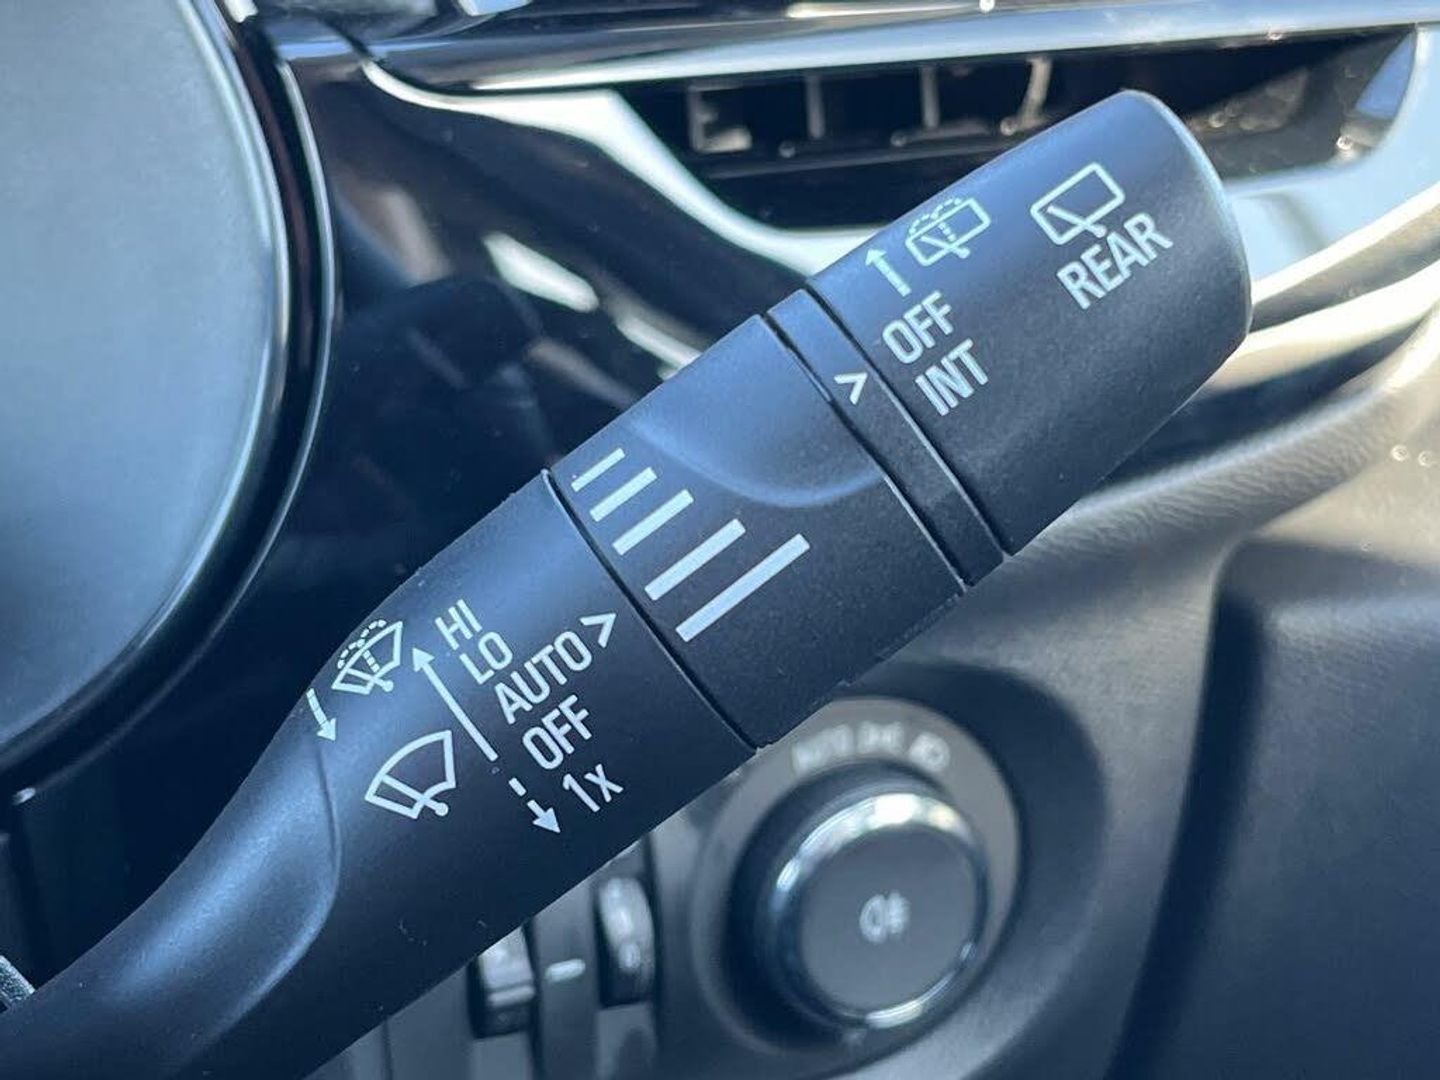 REAR
OFF
INT
>
HI
LO
AUTO >
OFF
1x